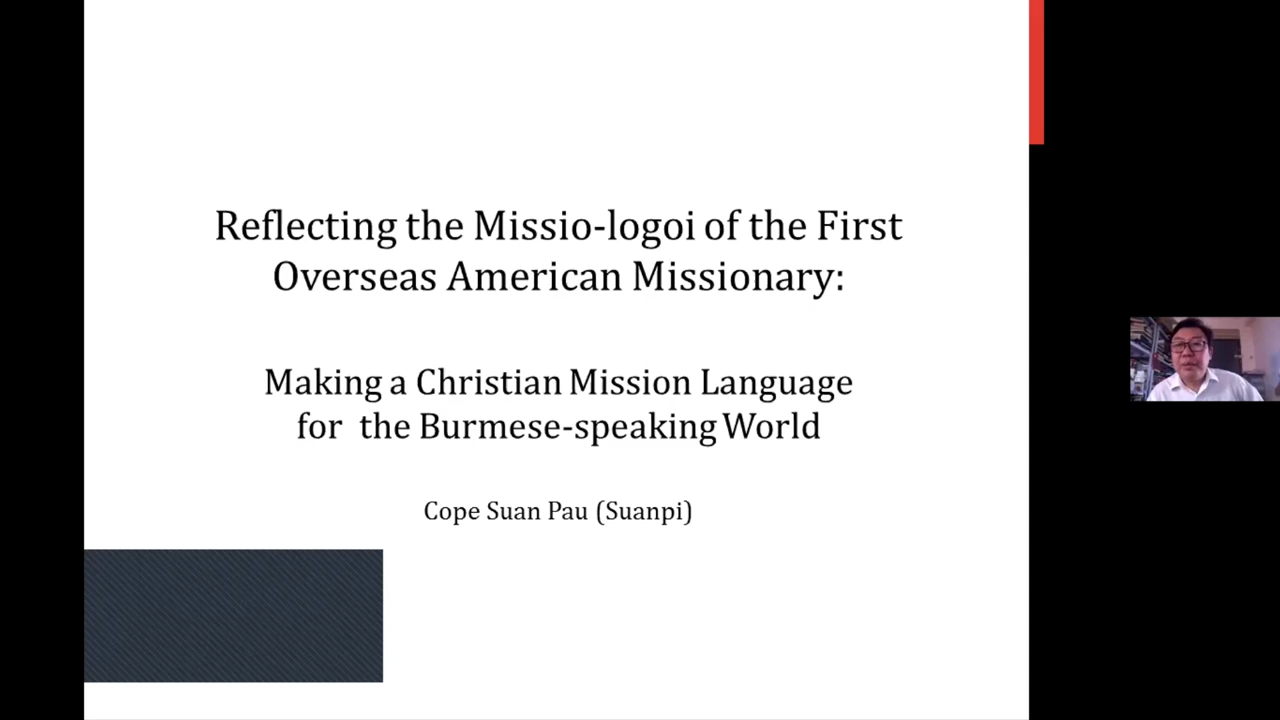 Reflecting the Missio-logoi of the First
Overseas American Missionary:
Making a Christian Mission Language
for the Burmese-speaking World
Cope Suan Pau (Suanpi)